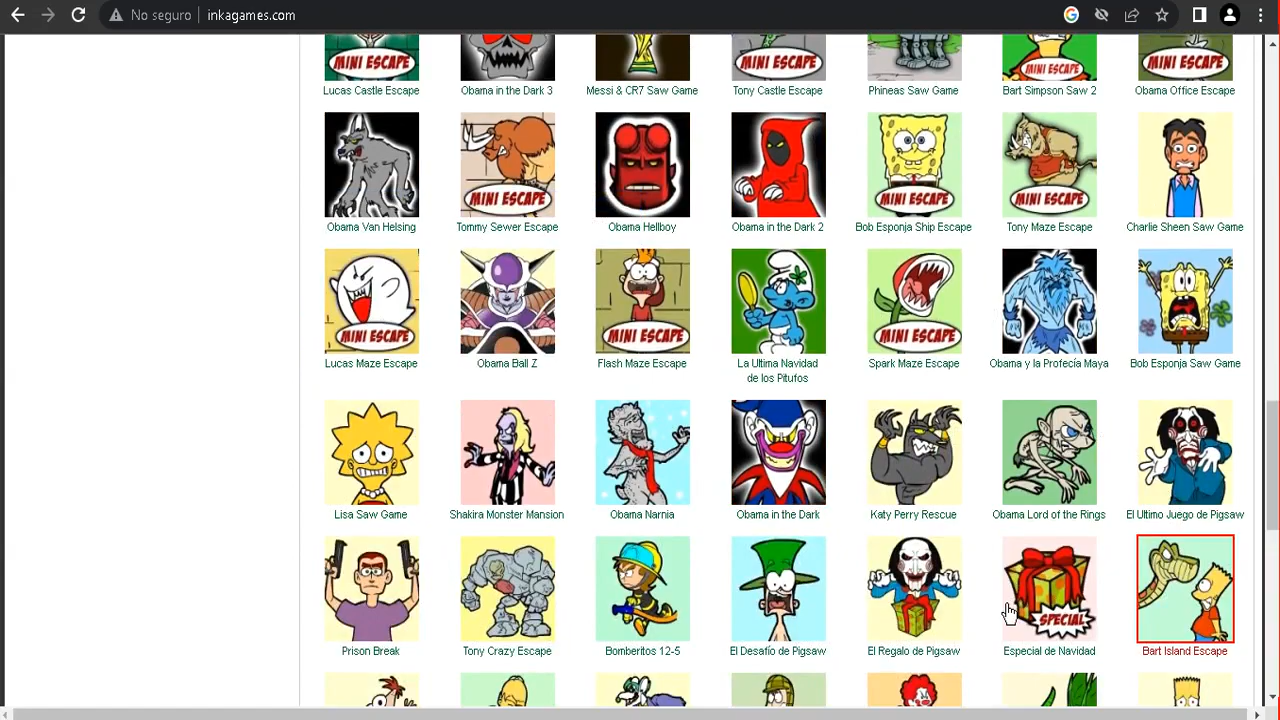 No seguro
inkagames.com
MINI ESCAPE
MINI ESCAPE
MINI ESCAPE
MINI ESCAPE
Lucas Castle Escape
Obama in the Dark 3
Messi & CR7 Saw Game
Tony Castle Escape
Phineas Saw Game
Bart Simpson Saw 2
Obama Office Escape
MINI ESCAPE
MINI ESCAPE
MINI ESCAPE
Obama Van Helsing
Tommy Sewer Escape
Obama Hellboy
Obama in the Dark 2
Bob Esponja Ship Escape
Tony Maze Escape
Charlie Sheen Saw Game
MINI ESCAPE
MINI ESCAPE
MINI ESCAPE
Lucas Maze Escape
Obama Ball Z
Flash Maze Escape
La Ultima Navidad
de los Pitufos
Spark Maze Escape
Obama y la Profecía Maya
Bob Esponja Saw Game
Lisa Saw Game
Shakira Monster Mansion
Obama Narnia
Obama in the Dark
Katy Perry Rescue
Obama Lord of the Rings
El Ultimo Juego de Pigsaw
SPECIAL
Prison Break
Tony Crazy Escape
Bomberitos 12-5
El Desafío de Pigsaw
El Regalo de Pigsaw
Especial de Navidad
Bart Island Escape